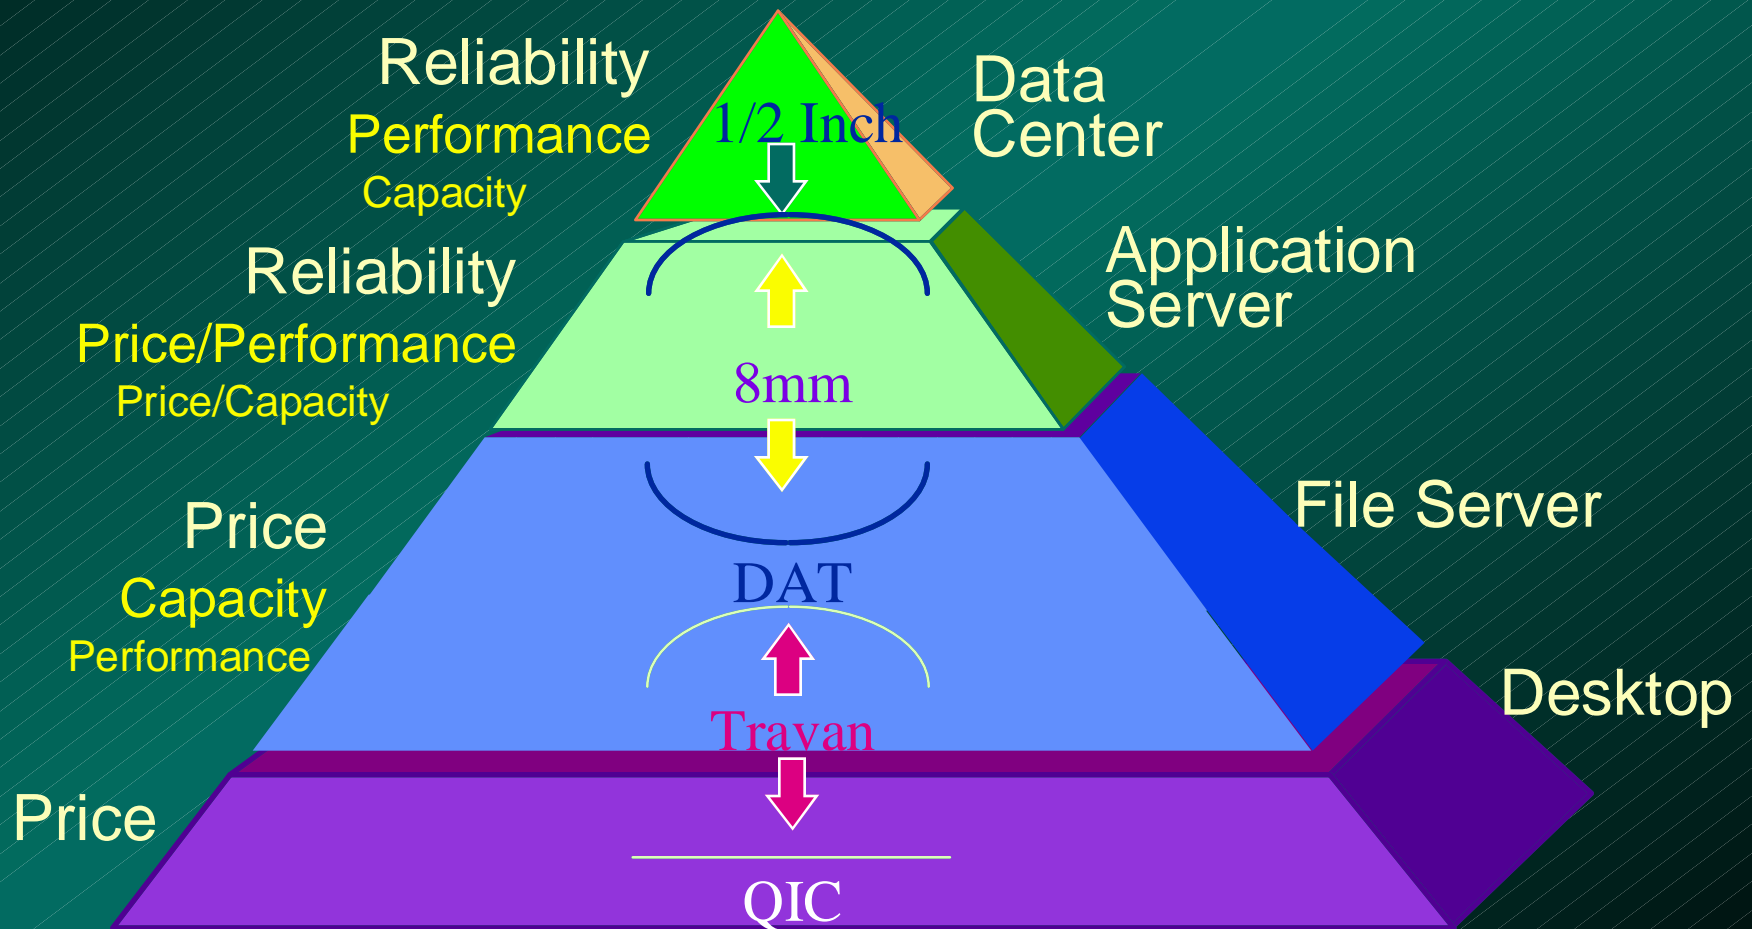 Reliability
Performance
Capacity
1/2 Inch
Data
Center
Reliability
Price/Performance
Price/Capacity
8mm
Application
Server
Price
Capacity
Performance
DAT
File Server
Travan
Desktop
Price
QIC